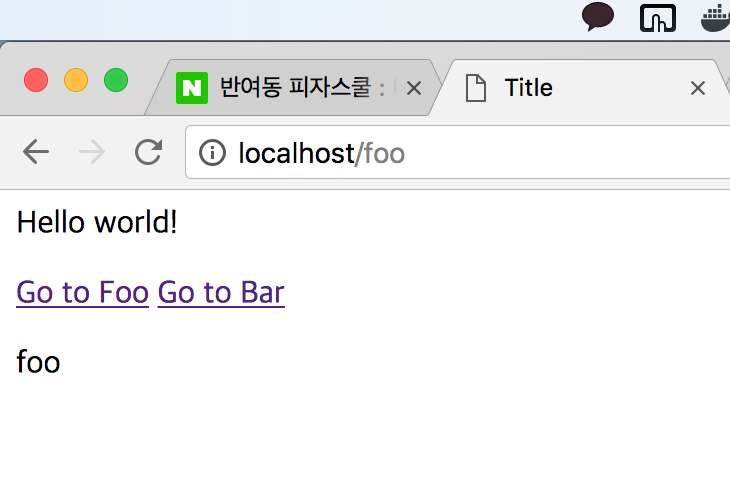 반여동 피자스쿨 :
Title
localhost/foo
Hello world!
Go to Foo Go to Bar
foo